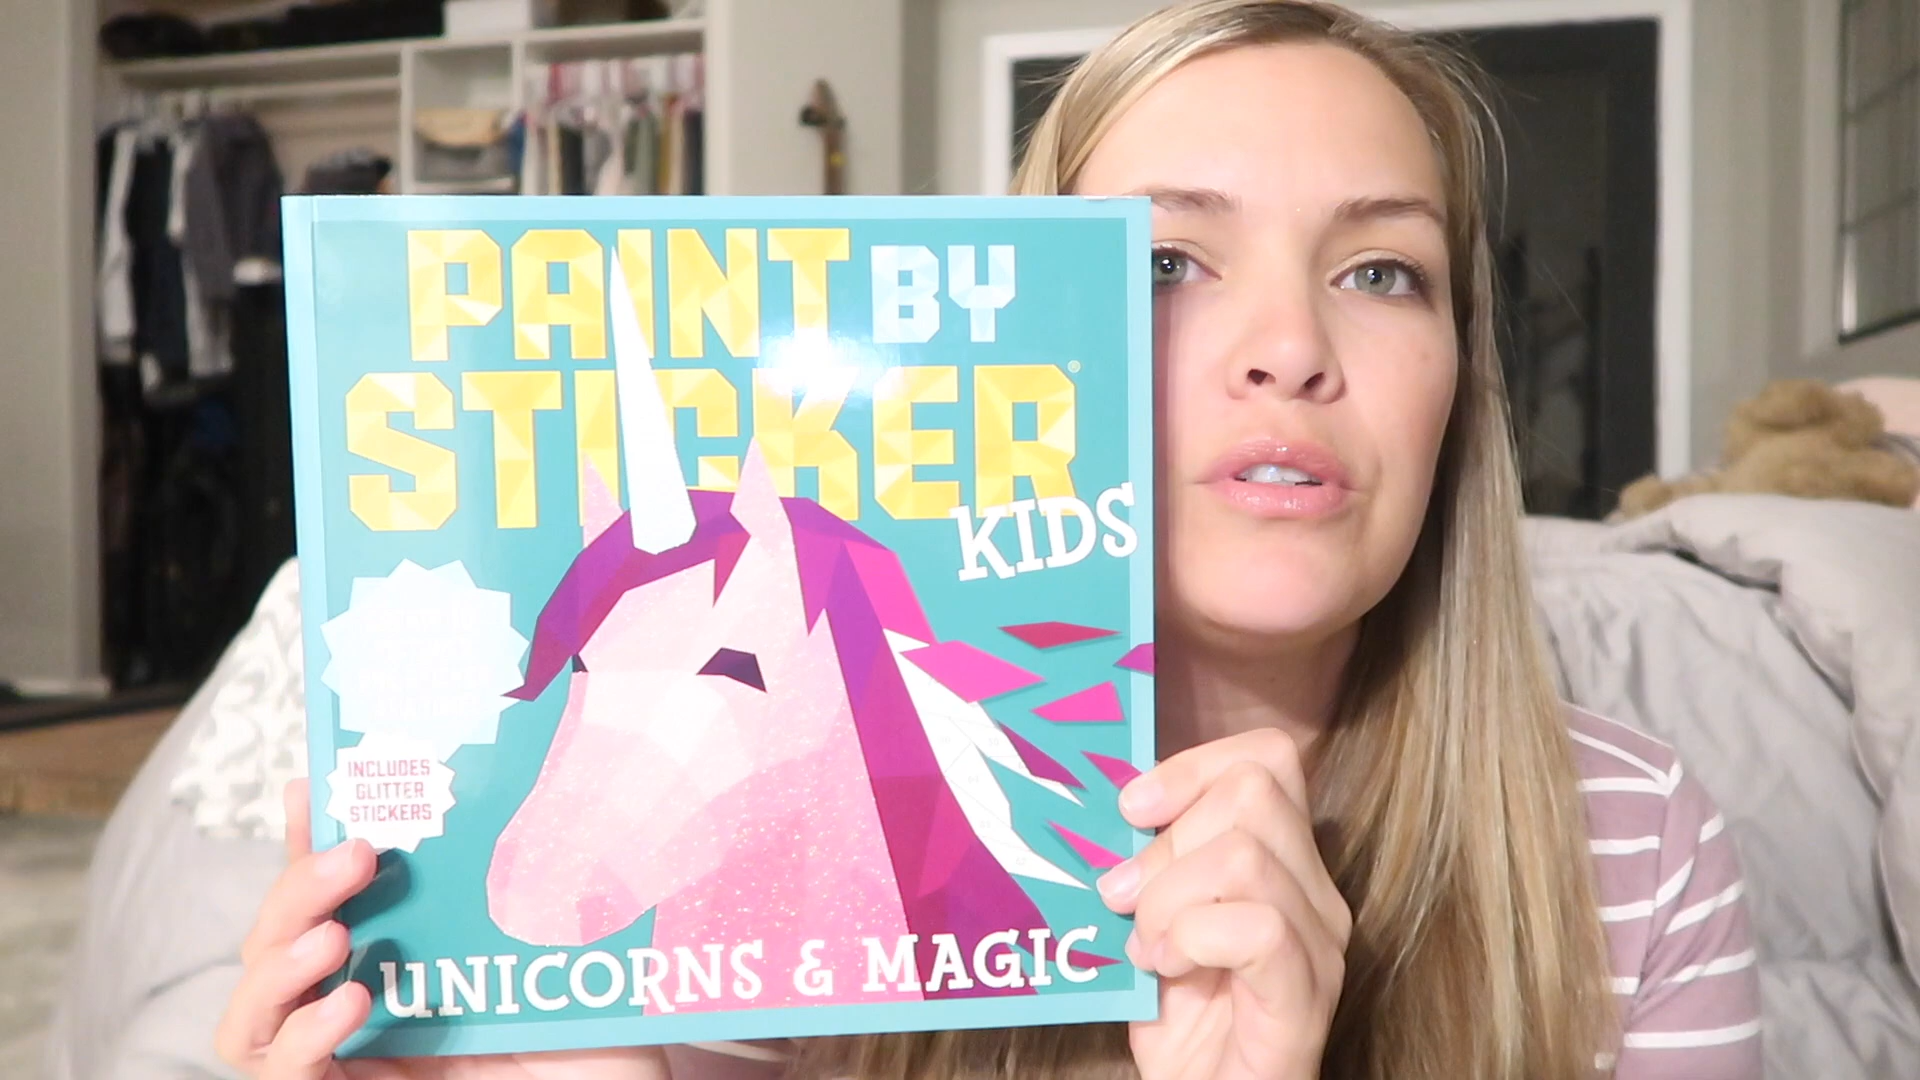 PAINT BY
STICKER®
KIDS
INCLUDES
GLITTER
STICKERS
UNICORNS & MAGIC